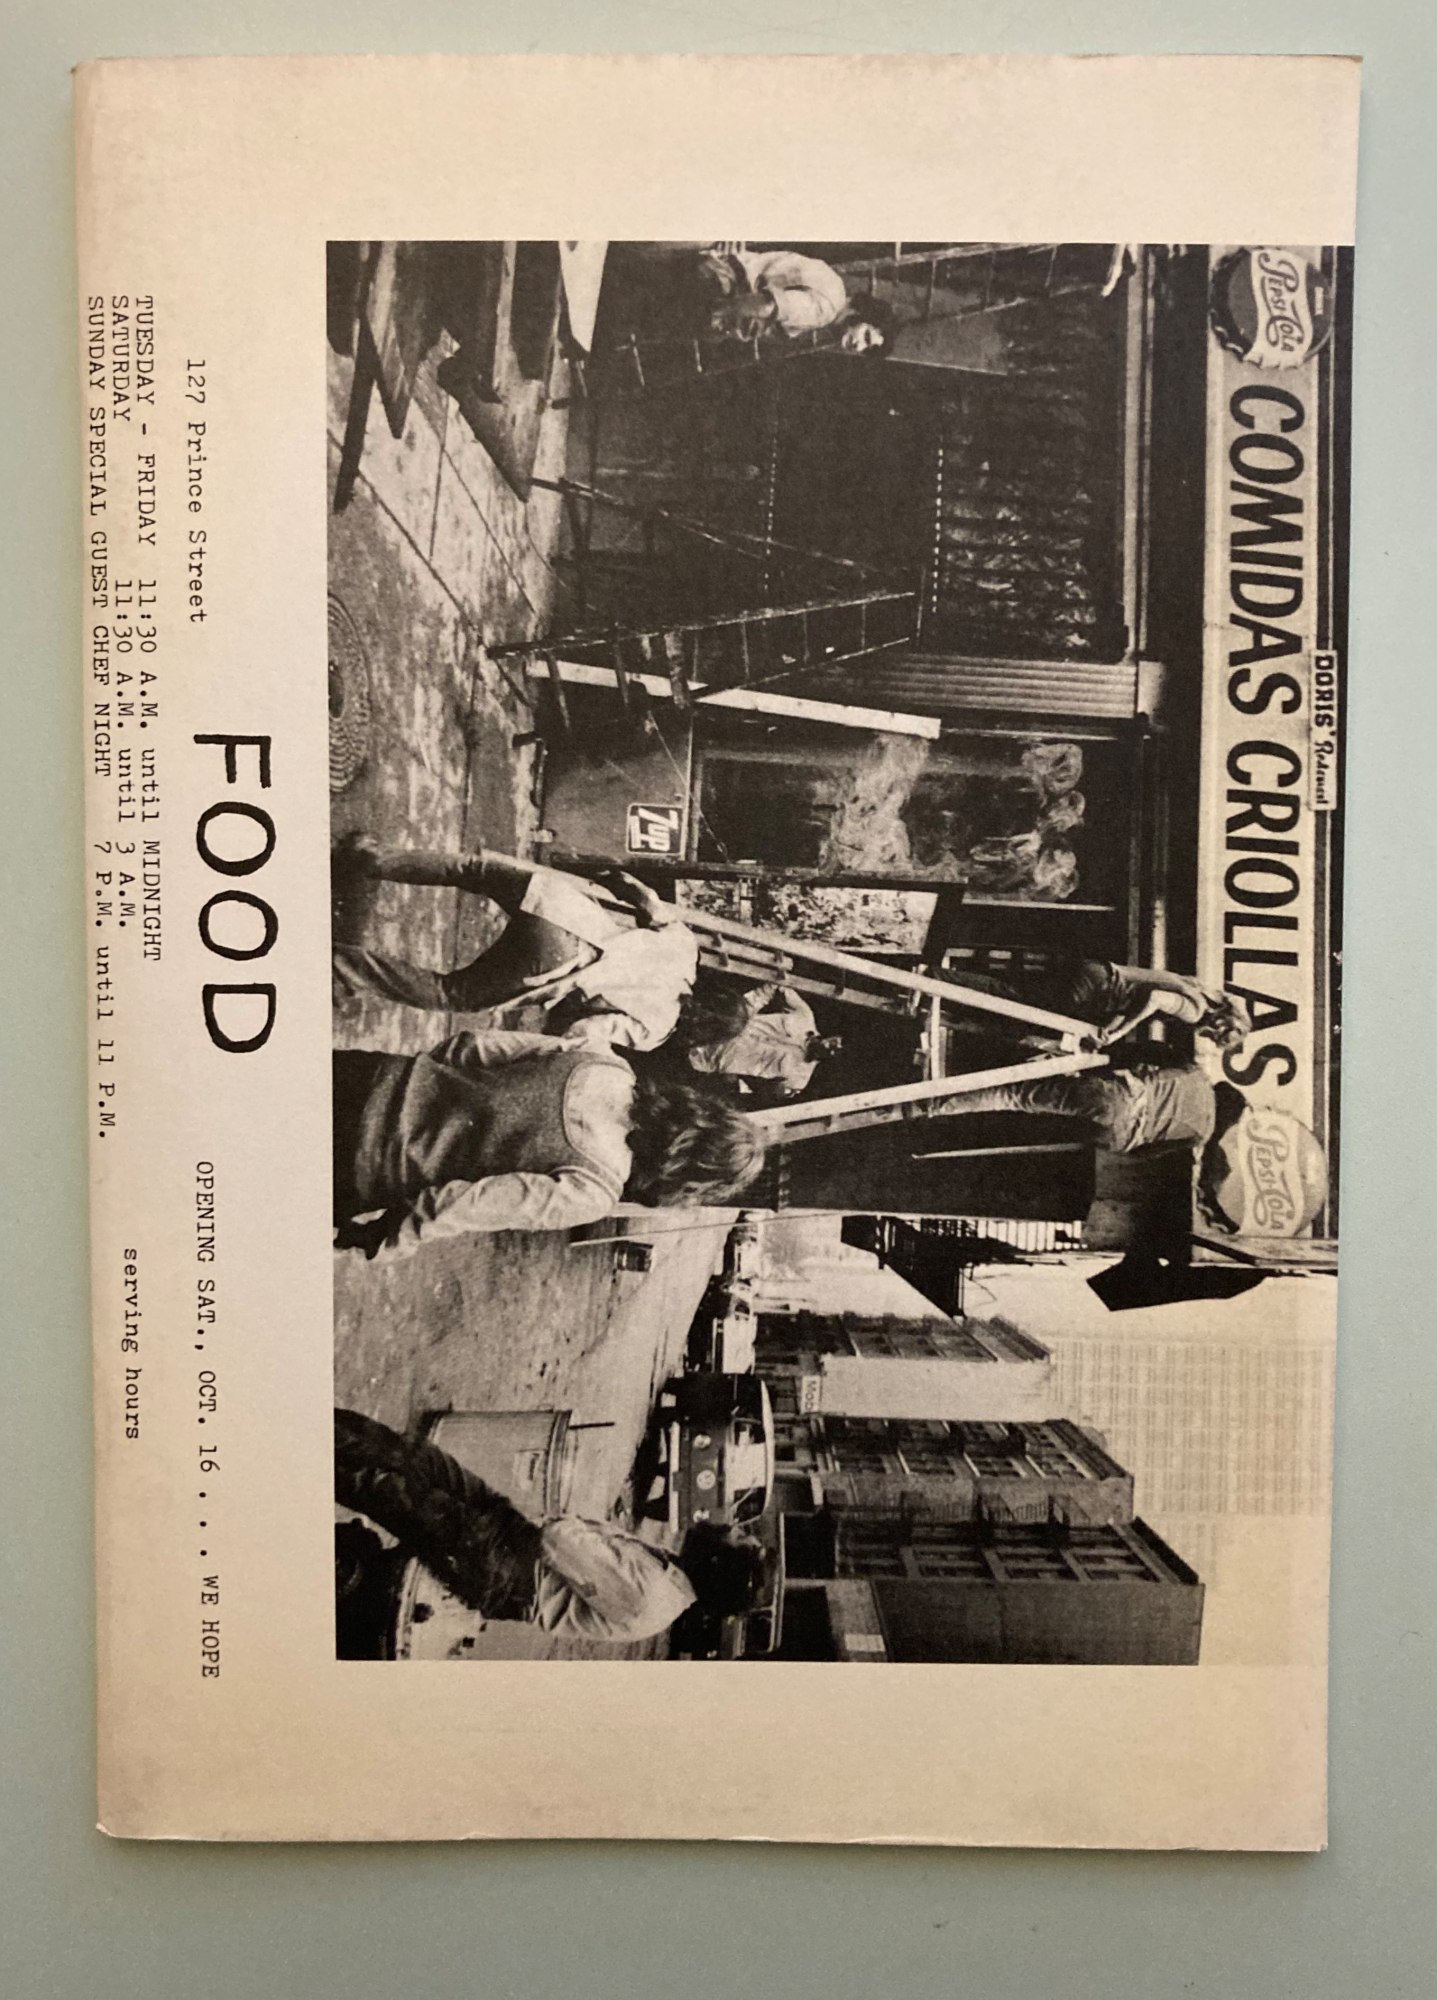 DORIS' Redevued
PEPSI-Cola
COMIDAS CRIOLLAS
PEPSI-Cola
7up
Mobil
FOOD
127 Prince Street
OPENING SAT., OCT. 16 . . . WE HOPE
TUESDAY - FRIDAY 11:30 A.M. until MIDNIGHT
SATURDAY 11:30 A.M. until 3 A.M.
SUNDAY SPECIAL GUEST CHEF NIGHT 7 P.M. until 11 P.M.
serving hours